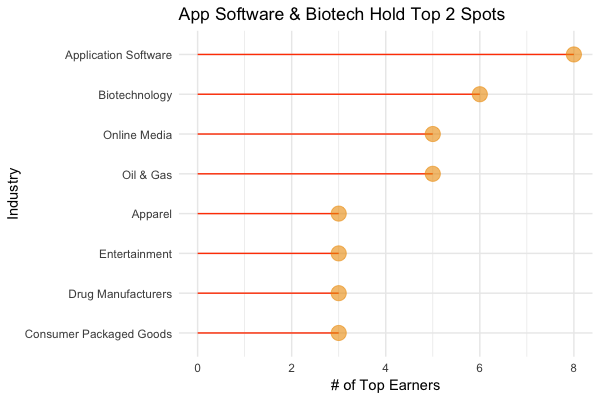 App Software & Biotech Hold Top 2 Spots
Application Software
Biotechnology
Online Media
Oil & Gas
Apparel
Entertainment
Drug Manufacturers
Consumer Packaged Goods
Industry
0 2 4 6 8
# of Top Earners